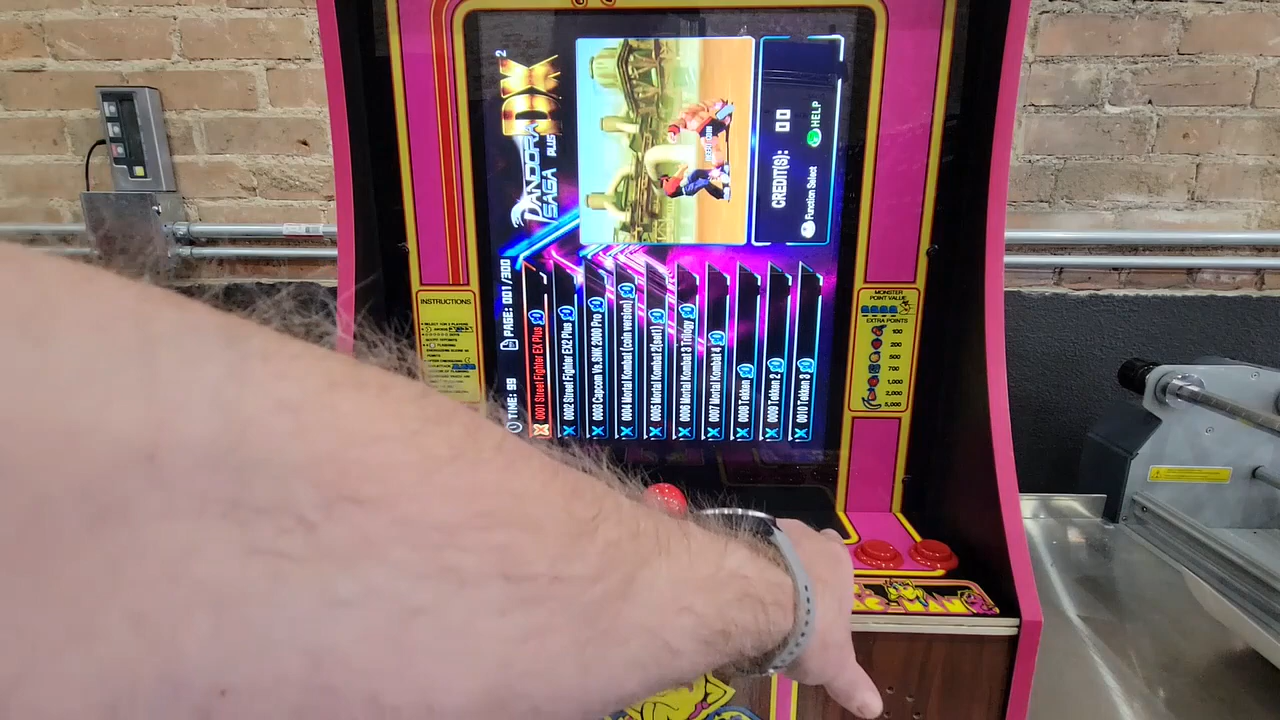 PANDORA
SAGA PLUS
DX
2
TIME: 99
PAGE: 001 /300
0001 Street Fighter EX Plus
0002 Street Fighter EX2 Plus
0003 Capcom Vs.SNK 2000 Pro
0004 Mortal Kombat (coin version)
0005 Mortal Kombat 2(set1)
0006 Mortal Kombat 3 Trilogy
0007 Mortal Kombat 4
0008 Tekken
0009 Tekken 2
0010 Tekken 3
CREDIT(S): 00
Function Select
HELP
INSTRUCTIONS
MONSTER
POINT VALUE
EXTRA POINTS
100
200
500
700
1,000
2,000
5,000